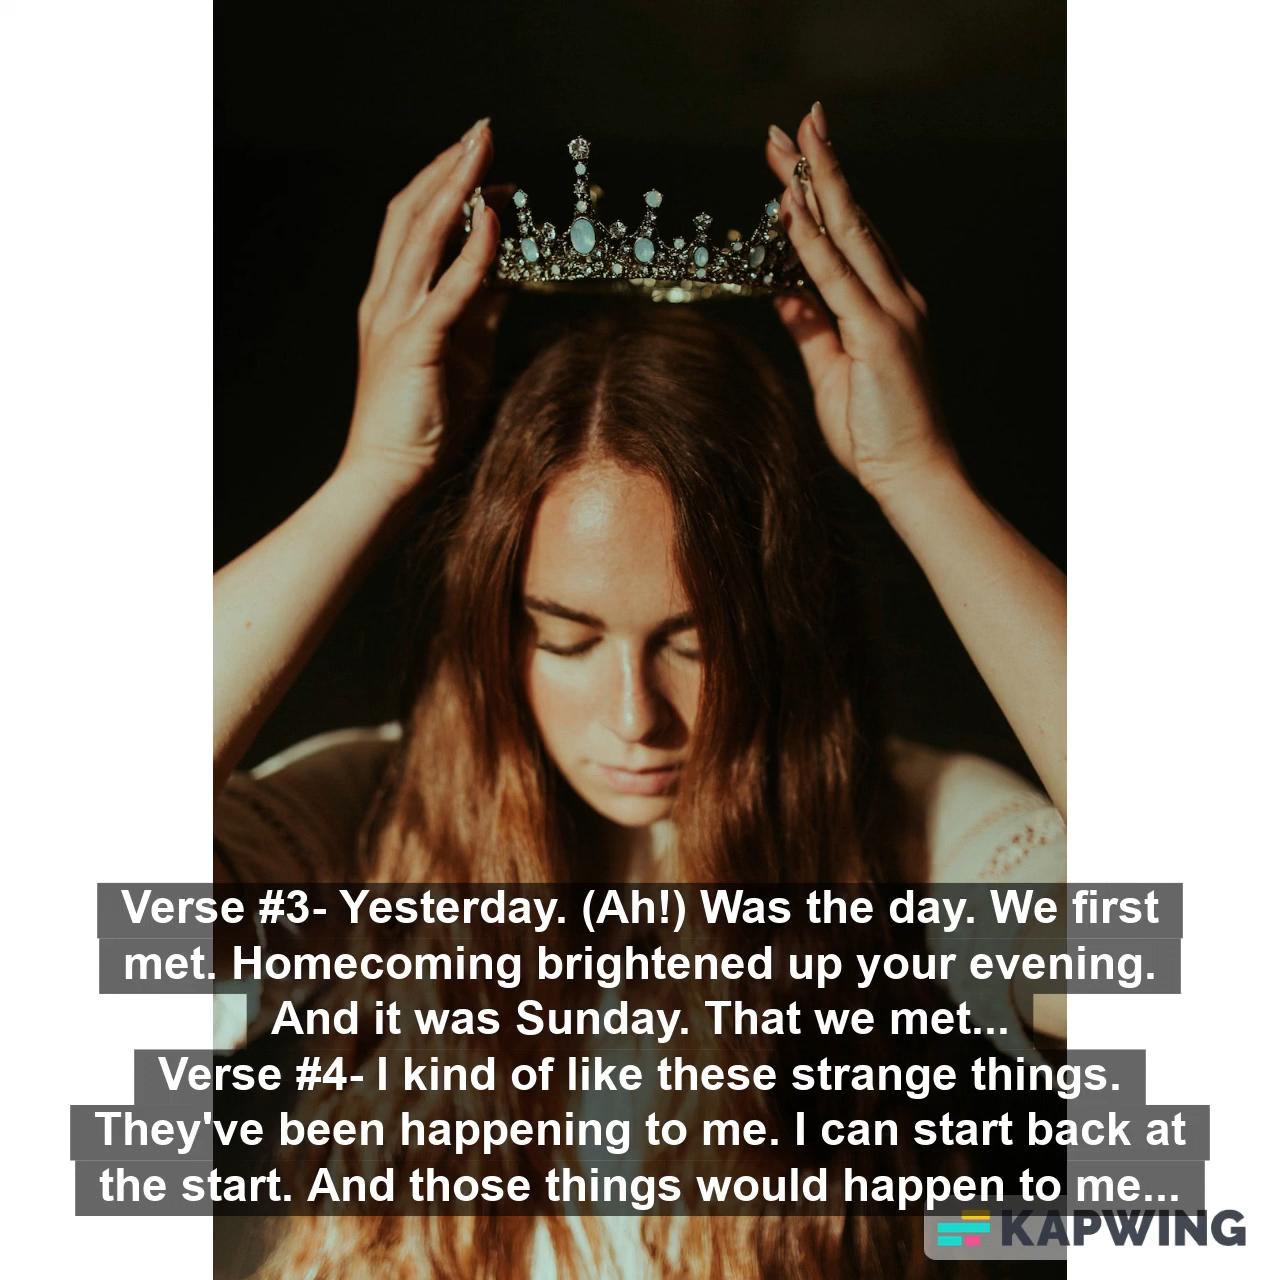 Verse #3- Yesterday. (Ah!) Was the day. We first
met. Homecoming brightened up your evening.
And it was Sunday. That we met...
Verse #4- I kind of like these strange things.
They've been happening to me. I can start back at
the start. And those things would happen to me...
KAPWING